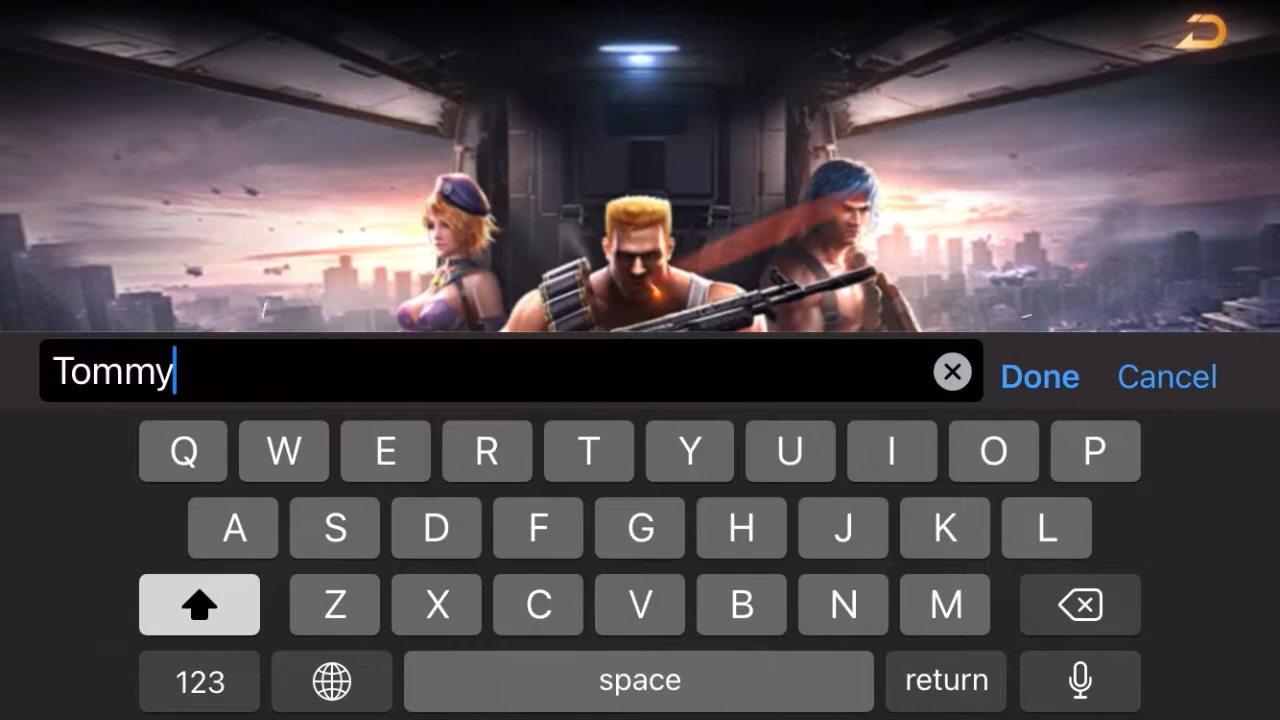 Tommy
Done Cancel
Q W E R T Y U I O P
A S D F G H J K L
Z X C V B N M
123 space return